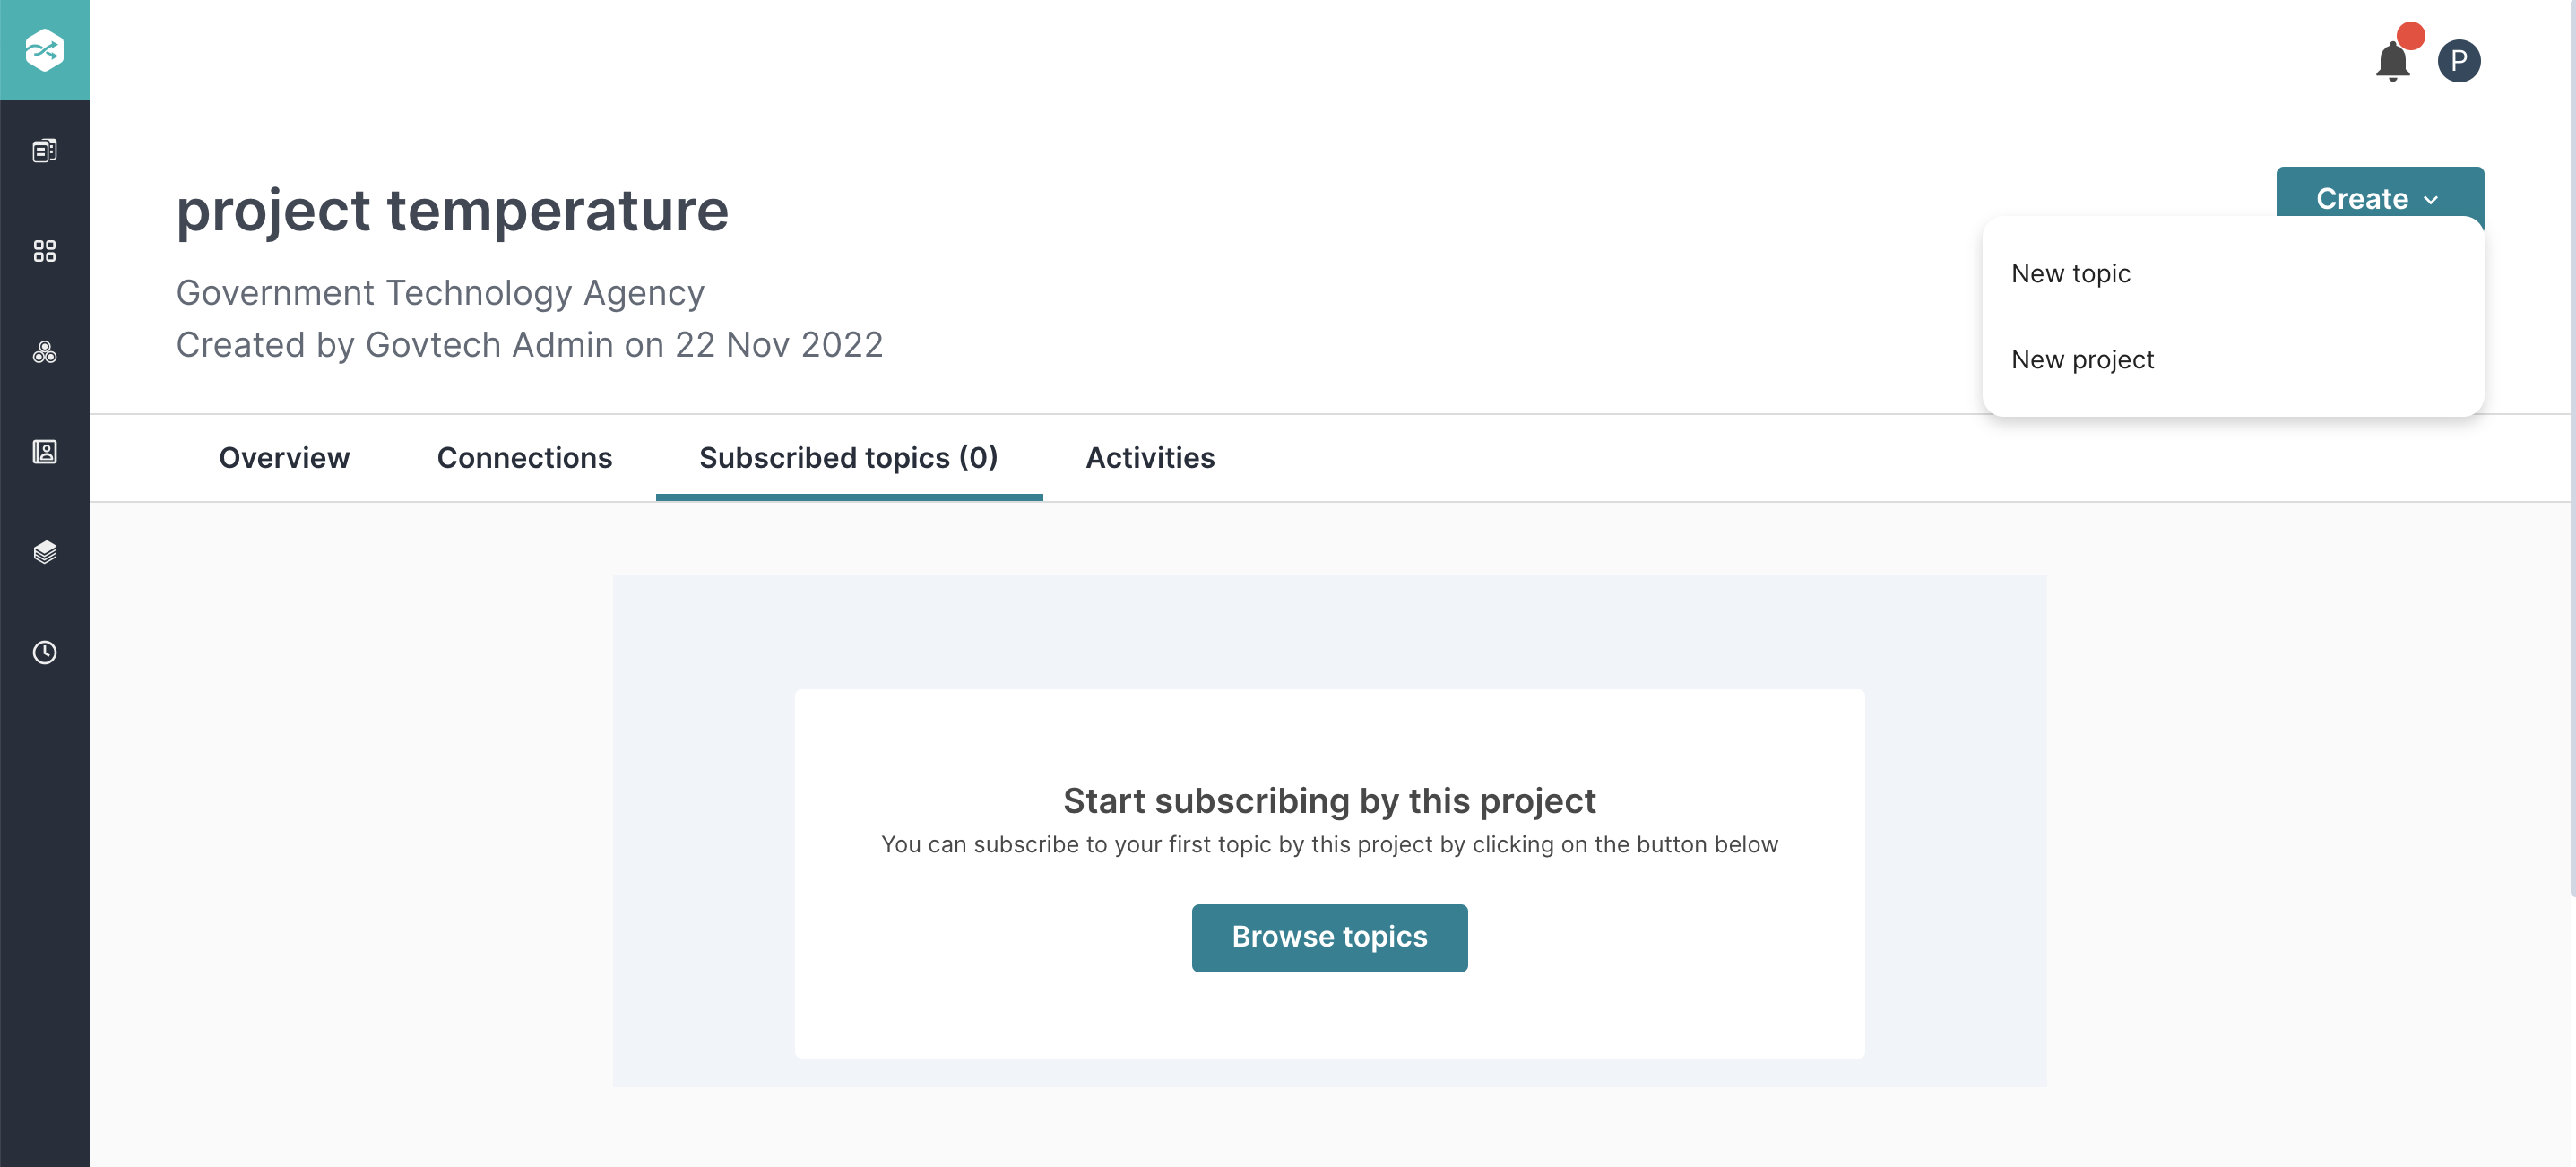 P
project temperature
Create
Government Technology Agency
Created by Govtech Admin on 22 Nov 2022
New topic
New project
Overview
Connections
Subscribed topics (0)
Activities
Start subscribing by this project
You can subscribe to your first topic by this project by clicking on the button below
Browse topics